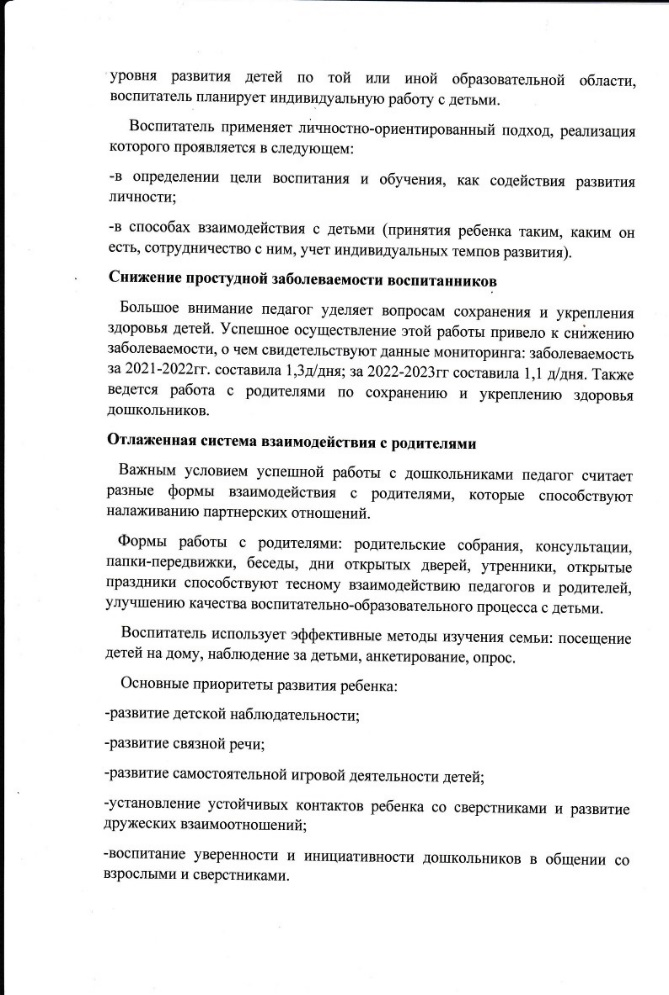 уровня развития детей по той или иной образовательной области,
воспитатель планирует индивидуальную работу с детьми.
Воспитатель применяет личностно-ориентированный подход, реализация
которого проявляется в следующем:
-в определении цели воспитания и обучения, как содействия развития
личности;
-в способах взаимодействия с детьми (принятия ребенка таким, каким он
есть, сотрудничество с ним, учет индивидуальных темпов развития).
Снижение простудной заболеваемости воспитанников
Большое внимание педагог уделяет вопросам сохранения и укрепления
здоровья детей. Успешное осуществление этой работы привело к снижению
заболеваемости, о чем свидетельствуют данные мониторинга: заболеваемость
за 2021-2022гг. составила 1,3д/дня; за 2022-2023гг составила 1,1 д/дня. Также
ведется работа с родителями по сохранению и укреплению здоровья
дошкольников.
Отлаженная система взаимодействия с родителями
Важным условием успешной работы с дошкольниками педагог считает
разные формы взаимодействия с родителями, которые способствуют
налаживанию партнерских отношений.
Формы работы с родителями: родительские собрания, консультации,
папки-передвижки, беседы, дни открытых дверей, утренники, открытые
праздники способствуют тесному взаимодействию педагогов и родителей,
улучшению качества воспитательно-образовательного процесса с детьми.
Воспитатель использует эффективные методы изучения семьи: посещение
детей на дому, наблюдение за детьми, анкетирование, опрос.
Основные приоритеты развития ребенка:
-развитие детской наблюдательности;
-развитие связной речи;
-развитие самостоятельной игровой деятельности детей;
-установление устойчивых контактов ребенка со сверстниками и развитие
дружеских взаимоотношений;
-воспитание уверенности и инициативности дошкольников в общении со
взрослыми и сверстниками.